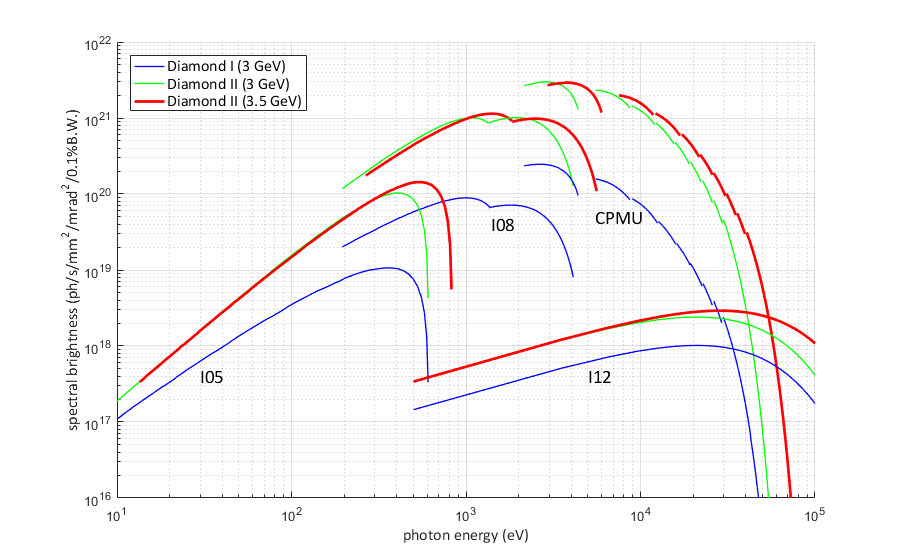 10^22
10^21
10^20
10^19
10^18
10^17
10^16
spectral brightness (ph/s/mm^2/mrad^2/0.1%B.W.)
Diamond I (3 GeV)
Diamond II (3 GeV)
Diamond II (3.5 GeV)
CPMU
I08
I05
I12
10^1 10^2 10^3 10^4 10^5
photon energy (eV)